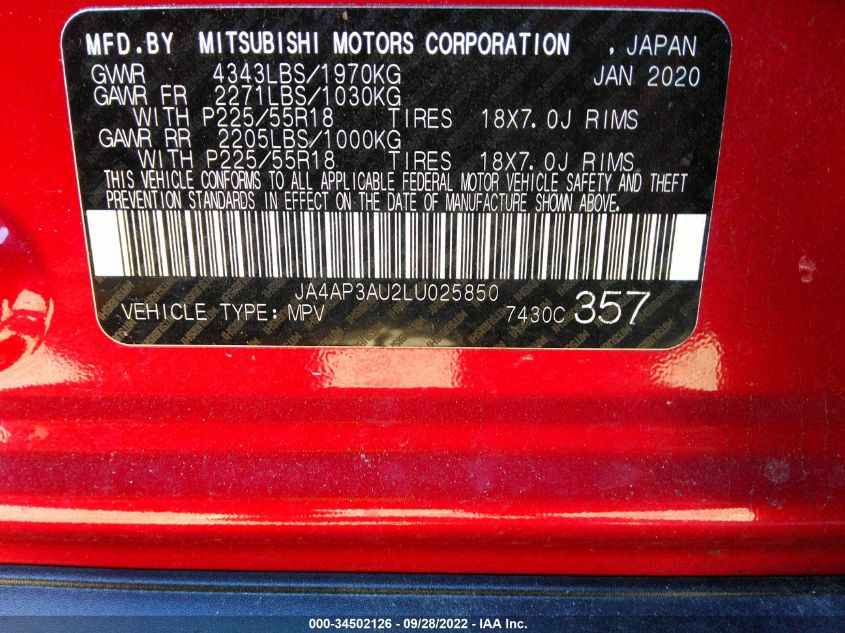 MFD.BY MITSUBISHI MOTORS CORPORATION , JAPAN
GVWR 4343LBS/1970KG JAN 2020
GAWR FR 2271LBS/1030KG
WITH P225/55R18 TIRES 18X7.0J RIMS
GAWR RR 2205LBS/1000KG
WITH P225/55R18 TIRES 18X7.0J RIMS
THIS VEHICLE CONFORMS TO ALL APPLICABLE FEDERAL MOTOR VEHICLE SAFETY AND THEFT
PREVENTION STANDARDS IN EFFECT ON THE DATE OF MANUFACTURE SHOWN ABOVE.
JA4AP3AU2LU025850
VEHICLE TYPE: MPV 7430C 357
000-34502126 - 09/28/2022 - IAA Inc.